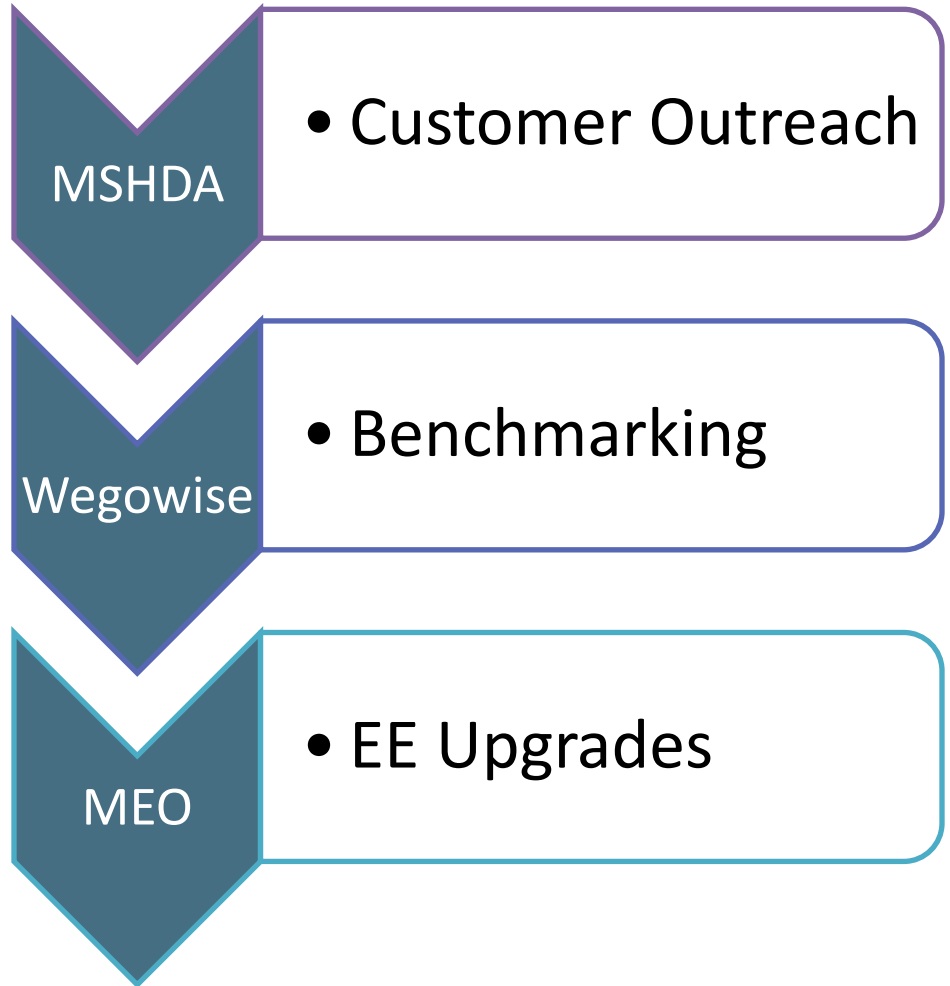 MSHDA
• Customer Outreach
Wegowise
• Benchmarking
MEO
• EE Upgrades